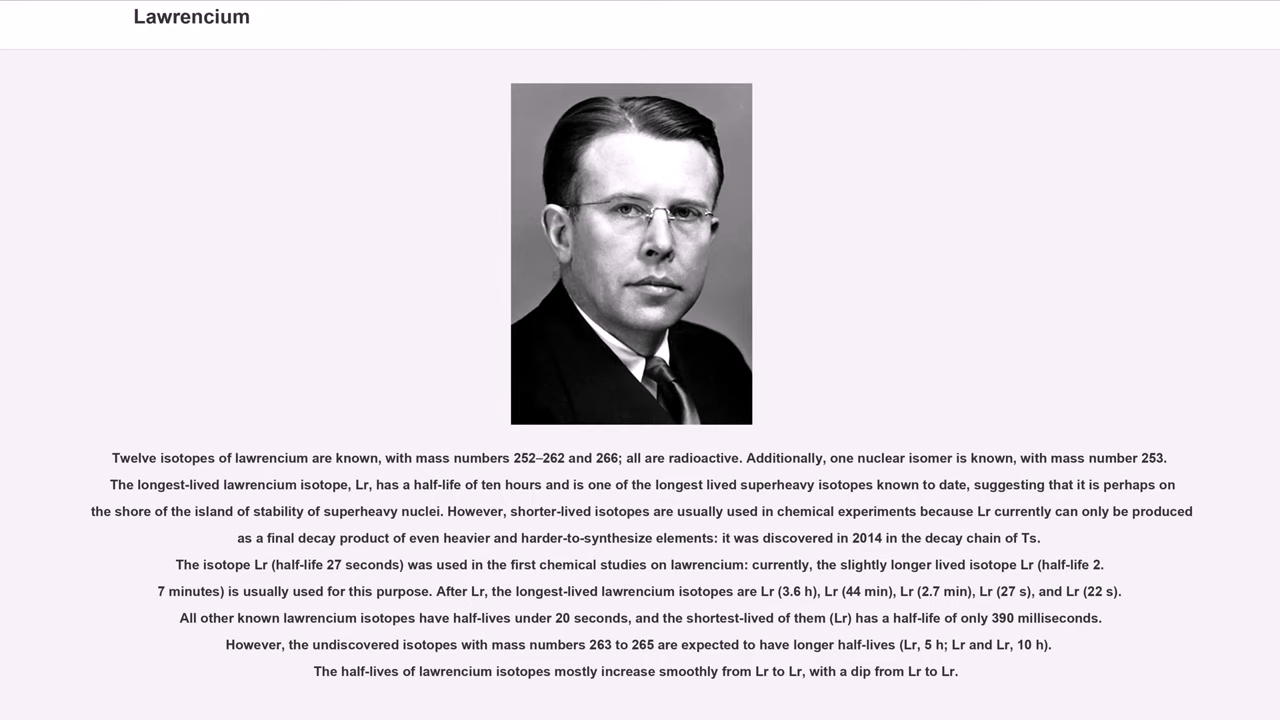 Lawrencium
Twelve isotopes of lawrencium are known, with mass numbers 252–262 and 266; all are radioactive. Additionally, one nuclear isomer is known, with mass number 253.
The longest-lived lawrencium isotope, Lr, has a half-life of ten hours and is one of the longest lived superheavy isotopes known to date, suggesting that it is perhaps on
the shore of the island of stability of superheavy nuclei. However, shorter-lived isotopes are usually used in chemical experiments because Lr currently can only be produced
as a final decay product of even heavier and harder-to-synthesize elements: it was discovered in 2014 in the decay chain of Ts.
The isotope Lr (half-life 27 seconds) was used in the first chemical studies on lawrencium: currently, the slightly longer lived isotope Lr (half-life 2.
7 minutes) is usually used for this purpose. After Lr, the longest-lived lawrencium isotopes are Lr (3.6 h), Lr (44 min), Lr (2.7 min), Lr (27 s), and Lr (22 s).
All other known lawrencium isotopes have half-lives under 20 seconds, and the shortest-lived of them (Lr) has a half-life of only 390 milliseconds.
However, the undiscovered isotopes with mass numbers 263 to 265 are expected to have longer half-lives (Lr, 5 h; Lr and Lr, 10 h).
The half-lives of lawrencium isotopes mostly increase smoothly from Lr to Lr, with a dip from Lr to Lr.